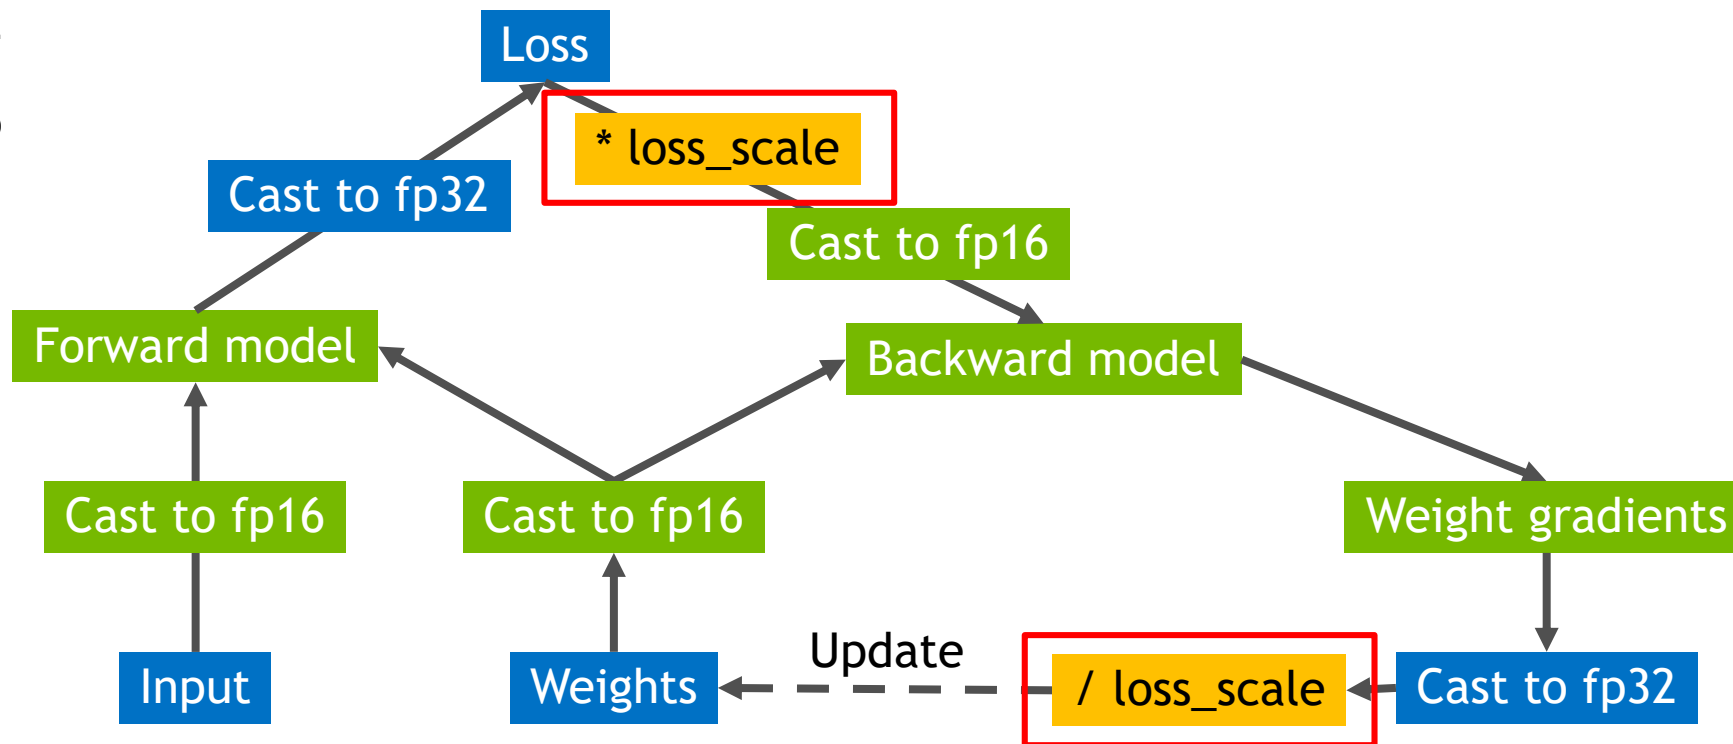 Loss
* loss_scale
Cast to fp32
Cast to fp16
Forward model
Backward model
Cast to fp16
Cast to fp16
Weight gradients
Update
Input
Weights
/ loss_scale
Cast to fp32